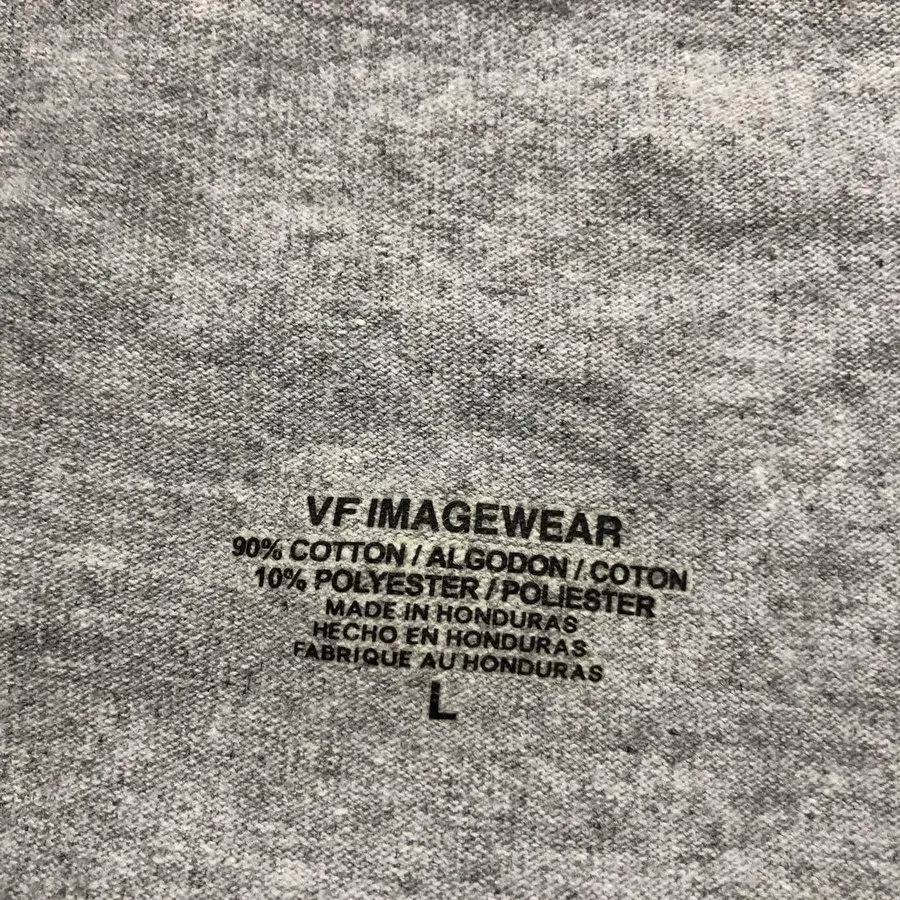 VF IMAGEWEAR
90% COTTON / ALGODON / COTON
10% POLYESTER / POLIESTER
MADE IN HONDURAS
HECHO EN HONDURAS
FABRIQUE AU HONDURAS
L